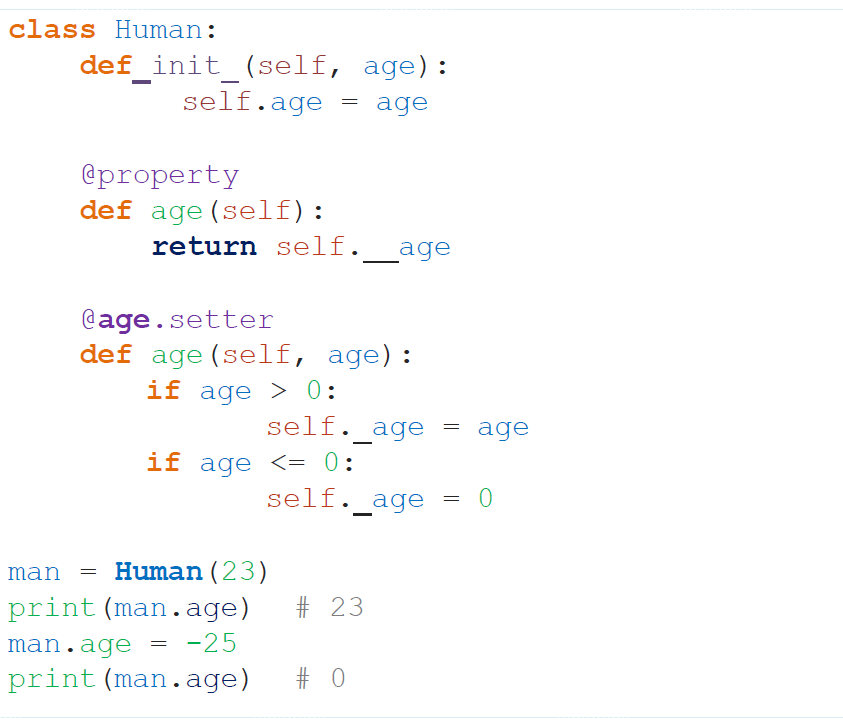 class Human:
    def_init_(self, age):
        self.age = age

    @property
    def age(self):
        return self.__age

    @age.setter
    def age(self, age):
        if age > 0:
            self._age = age
        if age <= 0:
            self._age = 0

man = Human(23)
print(man.age)  # 23
man.age = -25
print(man.age)  # 0